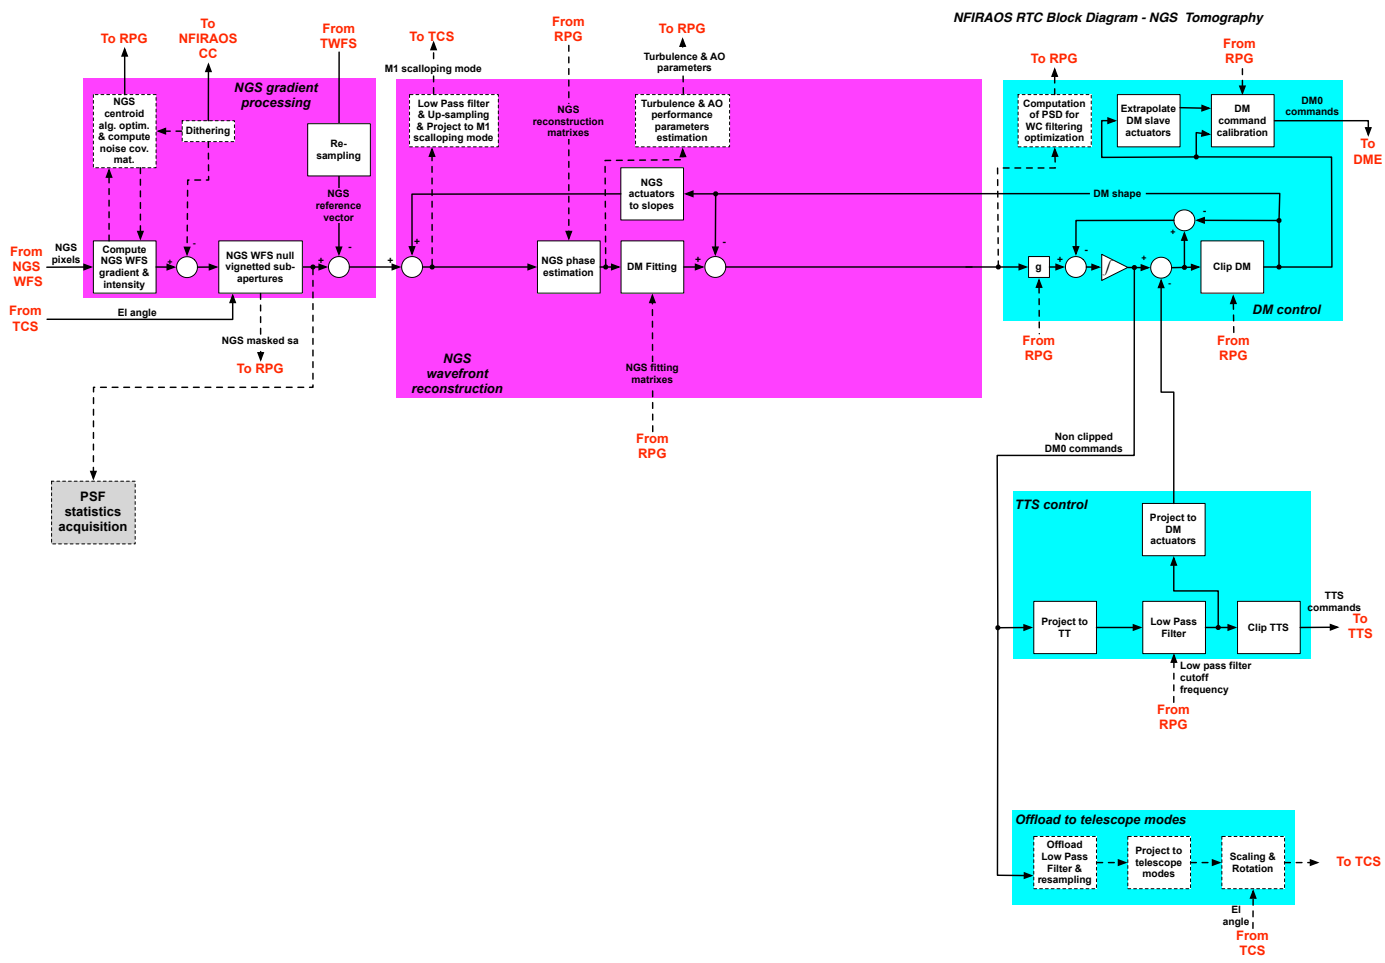 NFIRAOS RTC Block Diagram - NGS  Tomography
To RPG
To
NFIRAOS
CC
From
TWFS
To TCS
M1 scalloping mode
From
RPG
To RPG
Turbulence & AO
parameters
To RPG
From
RPG
NGS gradient
processing
NGS
centroid
alg. optim.
& compute
noise cov.
mat.
Dithering
Re-
sampling
NGS
reference
vector
Low Pass filter
& Up-sampling
& Project to M1
scalloping mode
NGS
reconstruction
matrixes
Turbulence & AO
performance
parameters
estimation
Computation
of PSD for
WC filtering
optimization
Extrapolate
DM slave
actuators
DM
command
calibration
DM0
commands
To
DME
NGS
actuators
to slopes
DM shape
From
NGS
WFS
NGS
pixels
Compute
NGS WFS
gradient &
intensity
-
NGS WFS null
vignetted sub-
apertures
+
+
-
+
+
NGS phase
estimation
DM Fitting
+
-
g
+
-
+
-
+
-
Clip DM
DM control
From
TCS
El angle
NGS masked sa
To RPG
NGS
wavefront
reconstruction
NGS fitting
matrixes
From
RPG
From
RPG
From
RPG
Non clipped
DM0 commands
PSF
statistics
acquisition
TTS control
Project to
DM
actuators
Project to
TT
Low Pass
Filter
Clip TTS
TTS
commands
To
TTS
Low pass filter
cutoff
frequency
From
RPG
Offload to telescope modes
Offload
Low Pass
Filter &
resampling
Project to
telescope
modes
Scaling &
Rotation
To TCS
El
angle
From
TCS